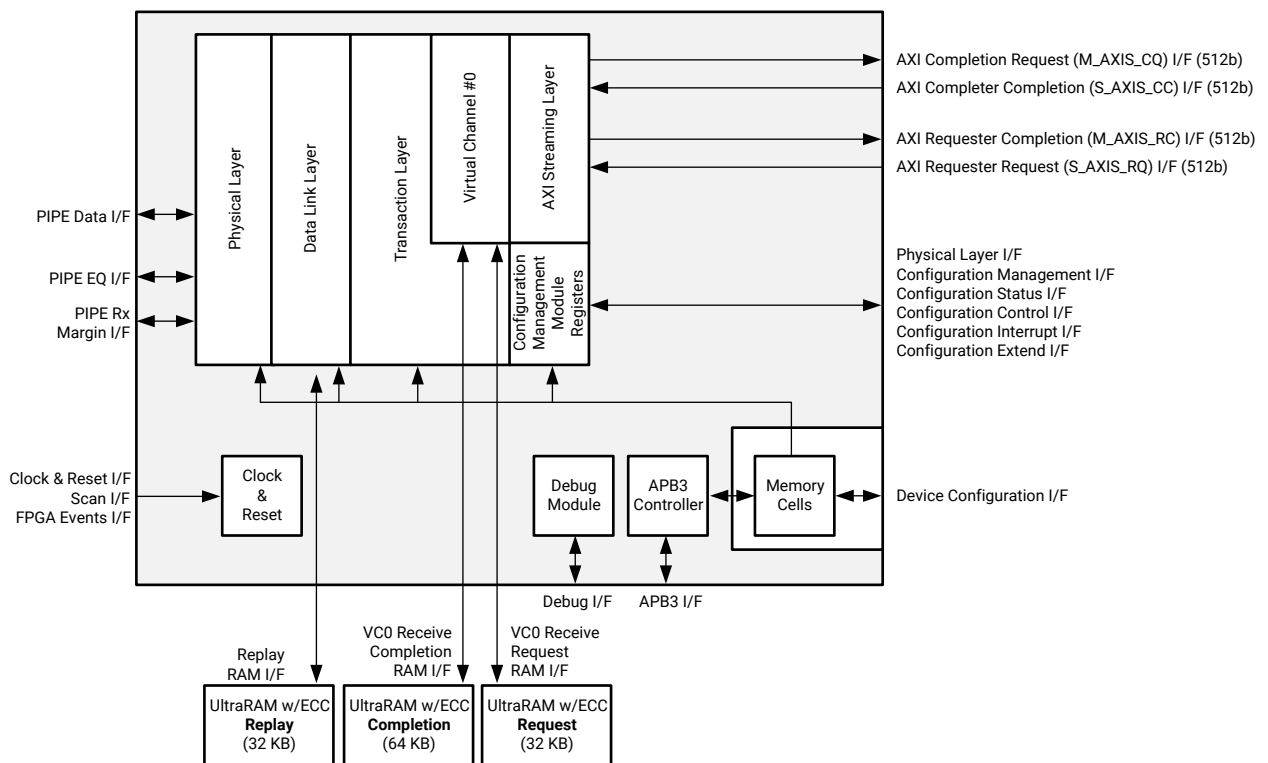 AXI Completion Request (M_AXIS_CQ) I/F (512b)
AXI Completer Completion (S_AXIS_CC) I/F (512b)
AXI Requester Completion (M_AXIS_RC) I/F (512b)
AXI Requester Request (S_AXIS_RQ) I/F (512b)
Physical Layer
Data Link Layer
Transaction Layer
Virtual Channel #0
AXI Streaming Layer
Configuration
Management
Module
Registers
PIPE Data I/F
PIPE EQ I/F
PIPE Rx
Margin I/F
Physical Layer I/F
Configuration Management I/F
Configuration Status I/F
Configuration Control I/F
Configuration Interrupt I/F
Configuration Extend I/F
Clock & Reset I/F
Scan I/F
FPGA Events I/F
Clock
&
Reset
Debug
Module
APB3
Controller
Memory
Cells
Device Configuration I/F
Debug I/F
APB3 I/F
Replay
RAM I/F
VC0 Receive
Completion
RAM I/F
VC0 Receive
Request
RAM I/F
UltraRAM w/ECC
Replay
(32 KB)
UltraRAM w/ECC
Completion
(64 KB)
UltraRAM w/ECC
Request
(32 KB)